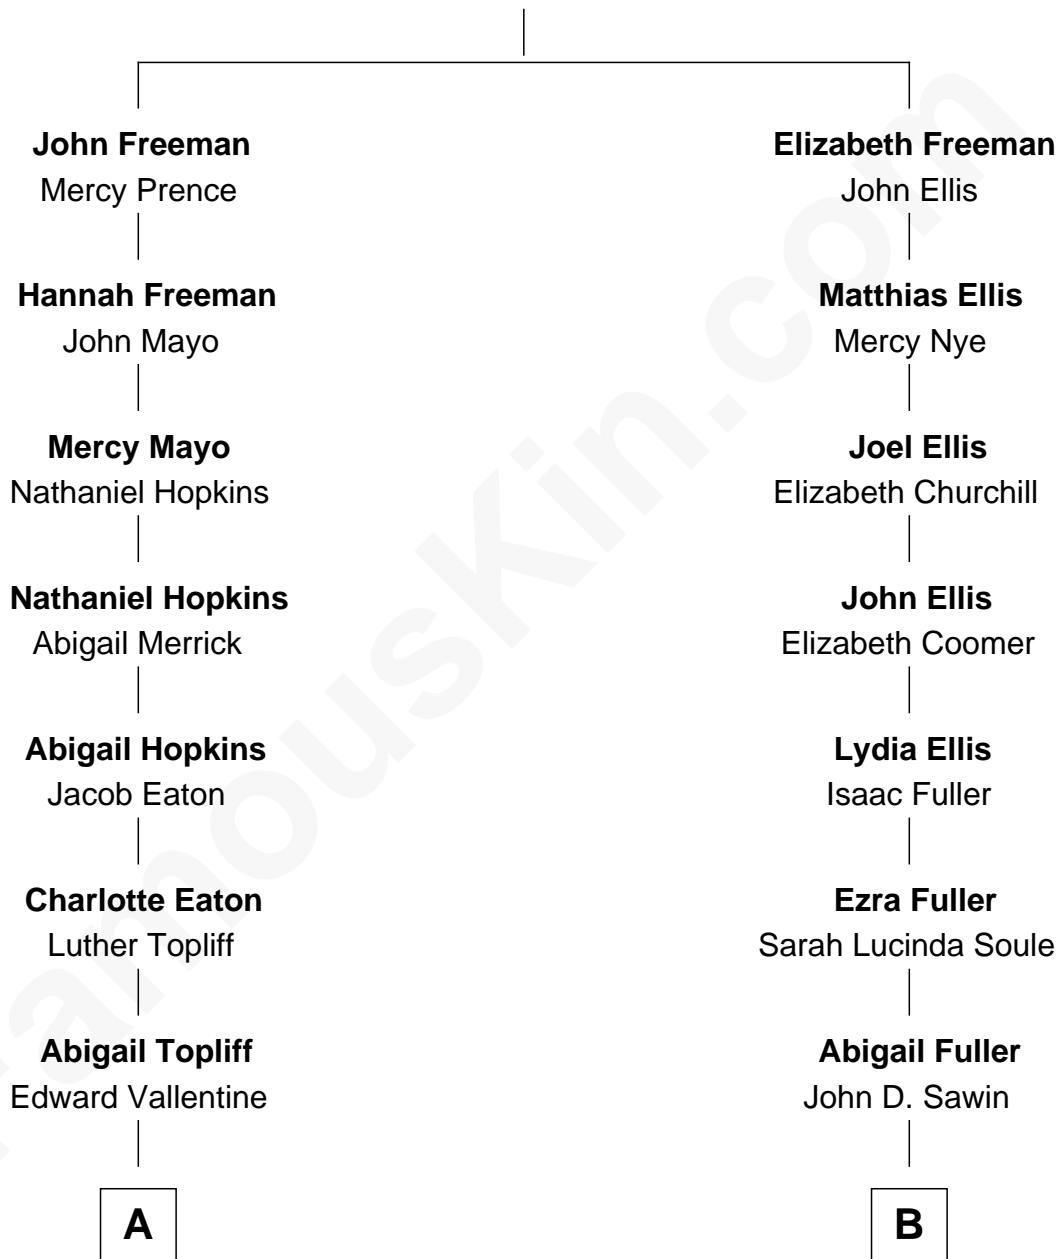 John Freeman
Mercy Prence
Hannah Freeman
John Mayo
Mercy Mayo
Nathaniel Hopkins
Nathaniel Hopkins
Abigail Merrick
Abigail Hopkins
Jacob Eaton
Charlotte Eaton
Luther Topliff
Abigail Topliff
Edward Vallentine
A
Elizabeth Freeman
John Ellis
Matthias Ellis
Mercy Nye
Joel Ellis
Elizabeth Churchill
John Ellis
Elizabeth Coomer
Lydia Ellis
Isaac Fuller
Ezra Fuller
Sarah Lucinda Soule
Abigail Fuller
John D. Sawin
B
FamousKin.com